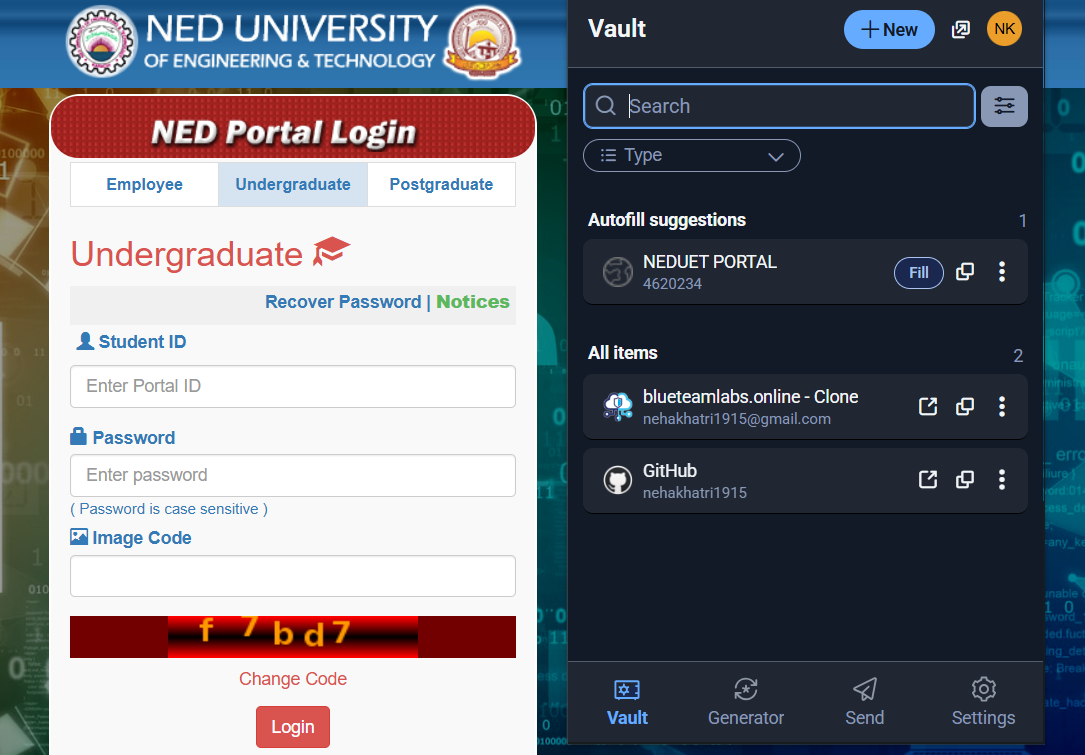 NED UNIVERSITY
OF ENGINEERING & TECHNOLOGY
NED Portal Login
Employee Undergraduate Postgraduate
Undergraduate
Recover Password | Notices
Student ID
Enter Portal ID
Password
Enter password
( Password is case sensitive )
Image Code
f 7 b d 7
Change Code
Login
Vault
New
NK
Search
Type
Autofill suggestions 1
NEDUET PORTAL
4620234
Fill
All items 2
blueteamlabs.online - Clone
nehakhatri1915@gmail.com
GitHub
nehakhatri1915
Vault Generator Send Settings